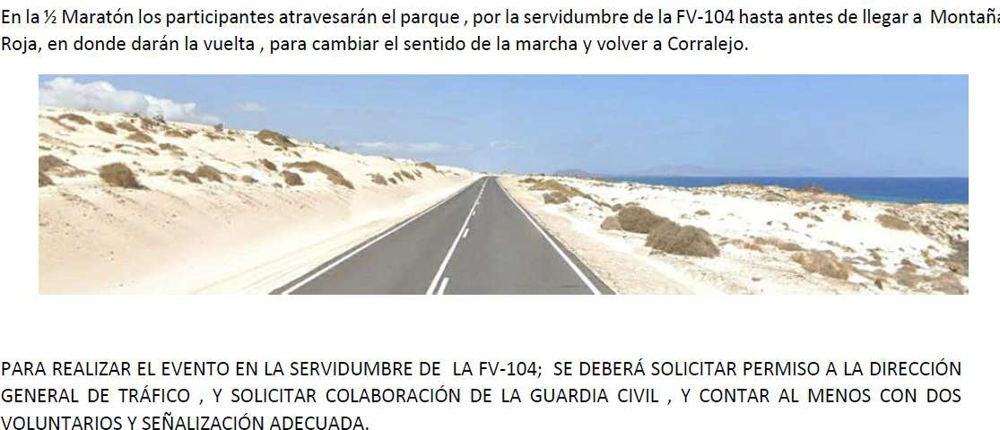 En la ½ Maratón los participantes atravesarán el parque , por la servidumbre de la FV-104 hasta antes de llegar a Montaña
Roja, en donde darán la vuelta , para cambiar el sentido de la marcha y volver a Corralejo.
PARA REALIZAR EL EVENTO EN LA SERVIDUMBRE DE LA FV-104; SE DEBERÁ SOLICITAR PERMISO A LA DIRECCIÓN
GENERAL DE TRÁFICO , Y SOLICITAR COLABORACIÓN DE LA GUARDIA CIVIL , Y CONTAR AL MENOS CON DOS
VOLUNTARIOS Y SEÑALIZACIÓN ADECUADA.